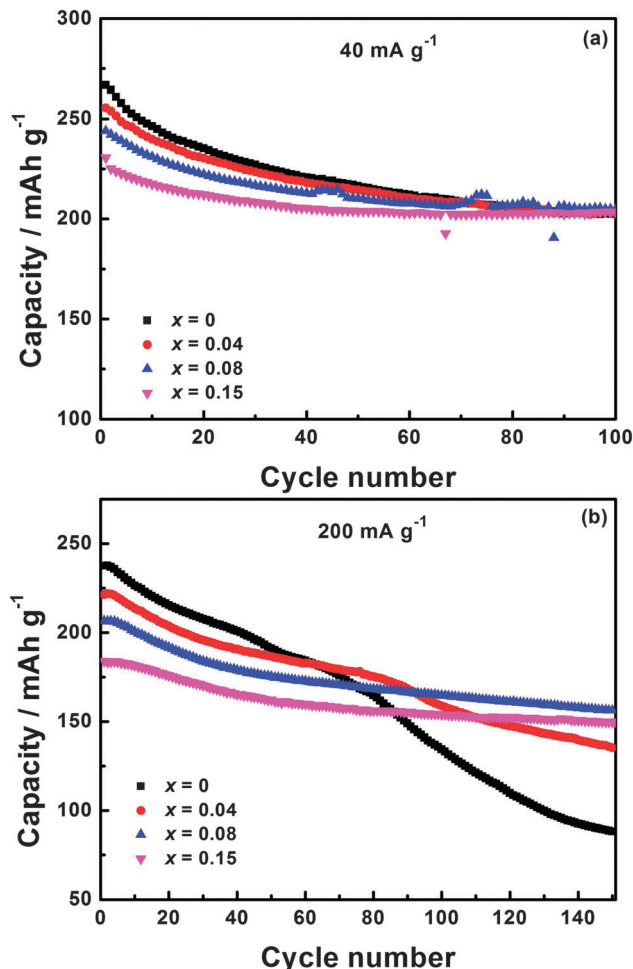 (a)
40 mA g⁻¹
Capacity / mAh g⁻¹
300
250
200
150
100
x = 0
x = 0.04
x = 0.08
x = 0.15
0 20 40 60 80 100
Cycle number
(b)
200 mA g⁻¹
Capacity / mAh g⁻¹
250
200
150
100
50
x = 0
x = 0.04
x = 0.08
x = 0.15
0 20 40 60 80 100 120 140
Cycle number